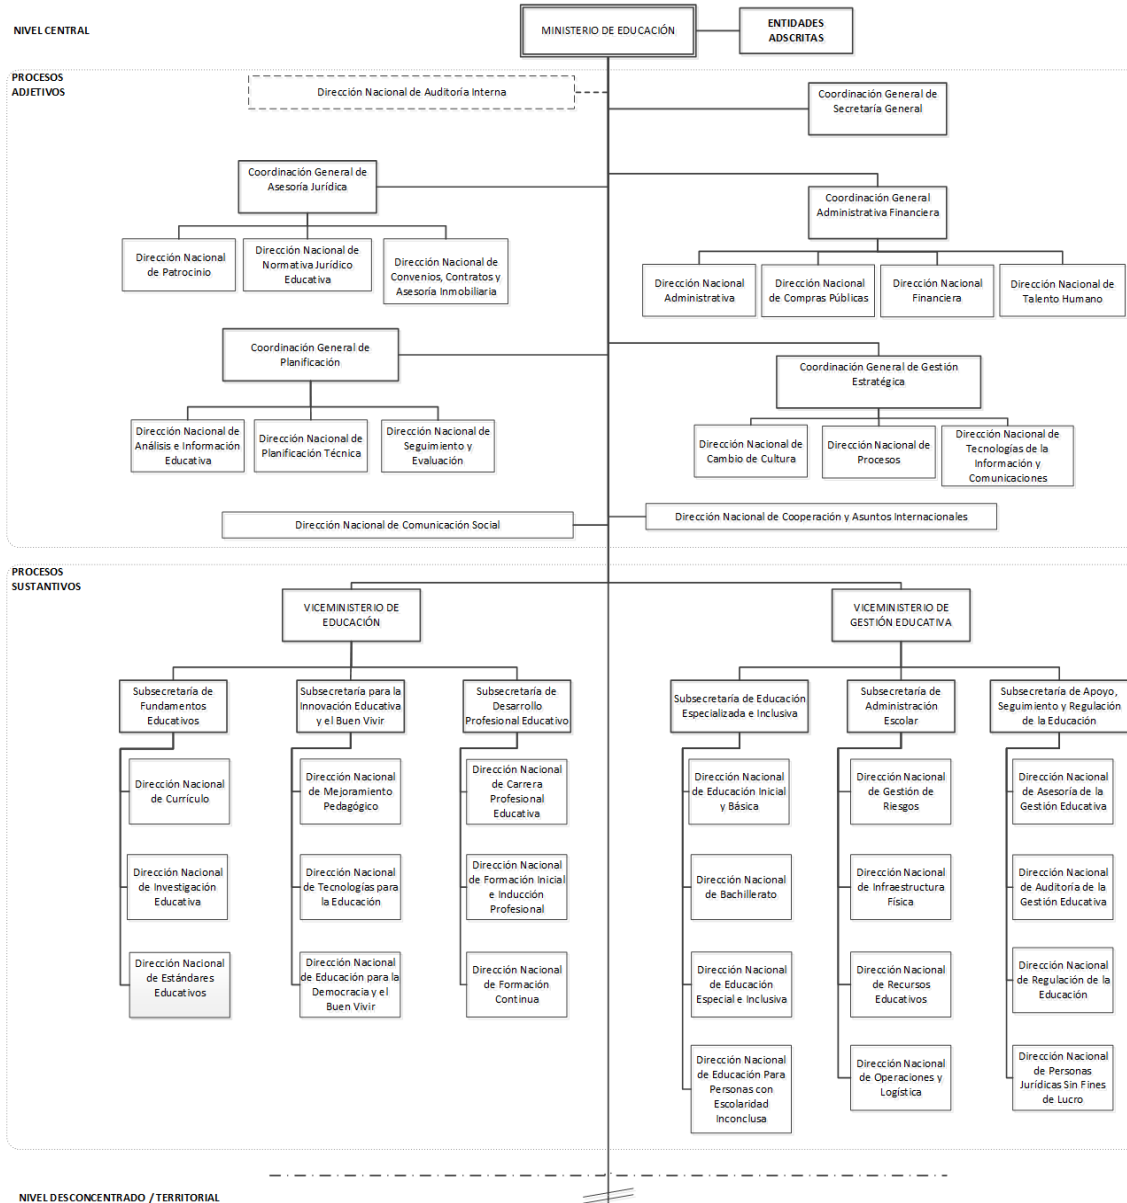 NIVEL CENTRAL
MINISTERIO DE EDUCACIÓN
ENTIDADES
ADSCRITAS
PROCESOS
ADJETIVOS
Dirección Nacional de Auditoría Interna
Coordinación General de
Secretaría General
Coordinación General de
Asesoría Jurídica
Coordinación General
Administrativa Financiera
Dirección Nacional
de Patrocinio
Dirección Nacional de
Normativa Jurídico
Educativa
Dirección Nacional de
Convenios, Contratos y
Asesoría Inmobiliaria
Dirección Nacional
Administrativa
Dirección Nacional
de Compras Públicas
Dirección Nacional
Financiera
Dirección Nacional de
Talento Humano
Coordinación General de
Planificación
Coordinación General de Gestión
Estratégica
Dirección Nacional de
Análisis e Información
Educativa
Dirección Nacional de
Planificación Técnica
Dirección Nacional de
Seguimiento y
Evaluación
Dirección Nacional de
Cambio de Cultura
Dirección Nacional de
Procesos
Dirección Nacional de
Tecnologías de la
Información y
Comunicaciones
Dirección Nacional de Comunicación Social
Dirección Nacional de Cooperación y Asuntos Internacionales
PROCESOS
SUSTANTIVOS
VICEMINISTERIO DE
EDUCACIÓN
VICEMINISTERIO DE
GESTIÓN EDUCATIVA
Subsecretaría de
Fundamentos
Educativos
Subsecretaría para la
Innovación Educativa
y el Buen Vivir
Subsecretaría de
Desarrollo
Profesional Educativo
Subsecretaría de Educación
Especializada e Inclusiva
Subsecretaría de
Administración
Escolar
Subsecretaría de Apoyo,
Seguimiento y Regulación
de la Educación
Dirección Nacional
de Currículo
Dirección Nacional
de Mejoramiento
Pedagógico
Dirección Nacional
de Carrera
Profesional
Educativa
Dirección Nacional
de Educación Inicial
y Básica
Dirección Nacional
de Gestión de
Riesgos
Dirección Nacional
de Asesoría de la
Gestión Educativa
Dirección Nacional
de Investigación
Educativa
Dirección Nacional
de Tecnologías para
la Educación
Dirección Nacional
de Formación Inicial
e Inducción
Profesional
Dirección Nacional
de Bachillerato
Dirección Nacional
de Infraestructura
Física
Dirección Nacional
de Auditoría de la
Gestión Educativa
Dirección Nacional
de Estándares
Educativos
Dirección Nacional
de Educación para la
Democracia y el
Buen Vivir
Dirección Nacional
de Formación
Continua
Dirección Nacional
de Educación
Especial e Inclusiva
Dirección Nacional
de Recursos
Educativos
Dirección Nacional
de Regulación de la
Educación
Dirección Nacional
de Educación Para
Personas con
Escolaridad
Inconclusa
Dirección Nacional
de Operaciones y
Logística
Dirección Nacional
de Personas
Jurídicas Sin Fines
de Lucro
NIVEL DESCONCENTRADO / TERRITORIAL